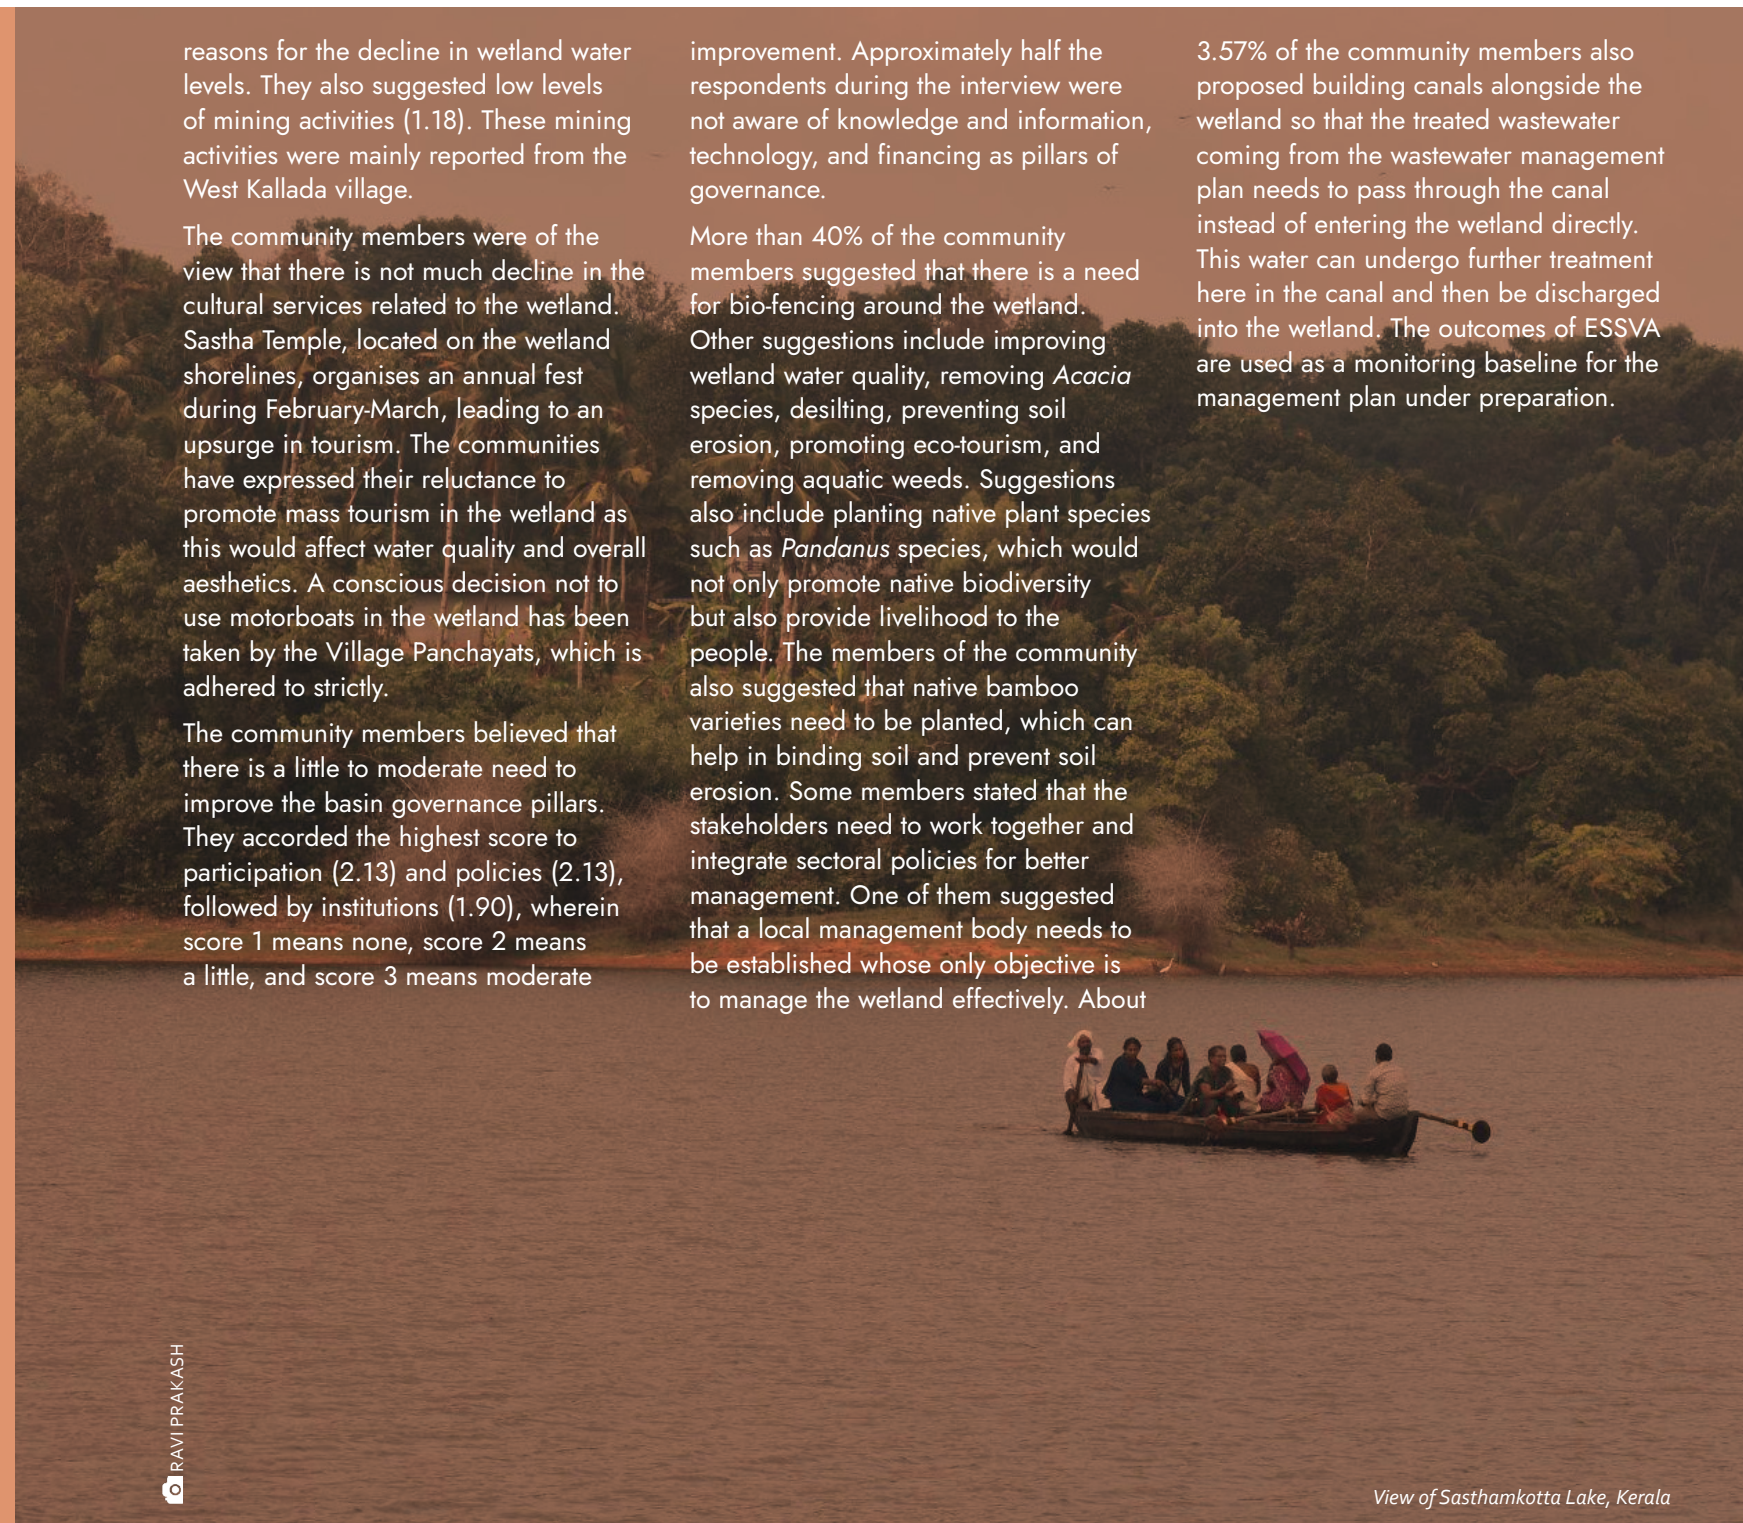 reasons for the decline in wetland water
levels. They also suggested low levels
of mining activities (1.18). These mining
activities were mainly reported from the
West Kallada village.
The community members were of the
view that there is not much decline in the
cultural services related to the wetland.
Sastha Temple, located on the wetland
shorelines, organises an annual fest
during February-March, leading to an
upsurge in tourism. The communities
have expressed their reluctance to
promote mass tourism in the wetland as
this would affect water quality and overall
aesthetics. A conscious decision not to
use motorboats in the wetland has been
taken by the Village Panchayats, which is
adhered to strictly.
The community members believed that
there is a little to moderate need to
improve the basin governance pillars.
They accorded the highest score to
participation (2.13) and policies (2.13),
followed by institutions (1.90), wherein
score 1 means none, score 2 means
a little, and score 3 means moderate
improvement. Approximately half the
respondents during the interview were
not aware of knowledge and information,
technology, and financing as pillars of
governance.
More than 40% of the community
members suggested that there is a need
for bio-fencing around the wetland.
Other suggestions include improving
wetland water quality, removing Acacia
species, desilting, preventing soil
erosion, promoting eco-tourism, and
removing aquatic weeds. Suggestions
also include planting native plant species
such as Pandanus species, which would
not only promote native biodiversity
but also provide livelihood to the
people. The members of the community
also suggested that native bamboo
varieties need to be planted, which can
help in binding soil and prevent soil
erosion. Some members stated that the
stakeholders need to work together and
integrate sectoral policies for better
management. One of them suggested
that a local management body needs to
be established whose only objective is
to manage the wetland effectively. About
3.57% of the community members also
proposed building canals alongside the
wetland so that the treated wastewater
coming from the wastewater management
plan needs to pass through the canal
instead of entering the wetland directly.
This water can undergo further treatment
here in the canal and then be discharged
into the wetland. The outcomes of ESSVA
are used as a monitoring baseline for the
management plan under preparation.
RAVI PRAKASH
View of Sasthamkotta Lake, Kerala